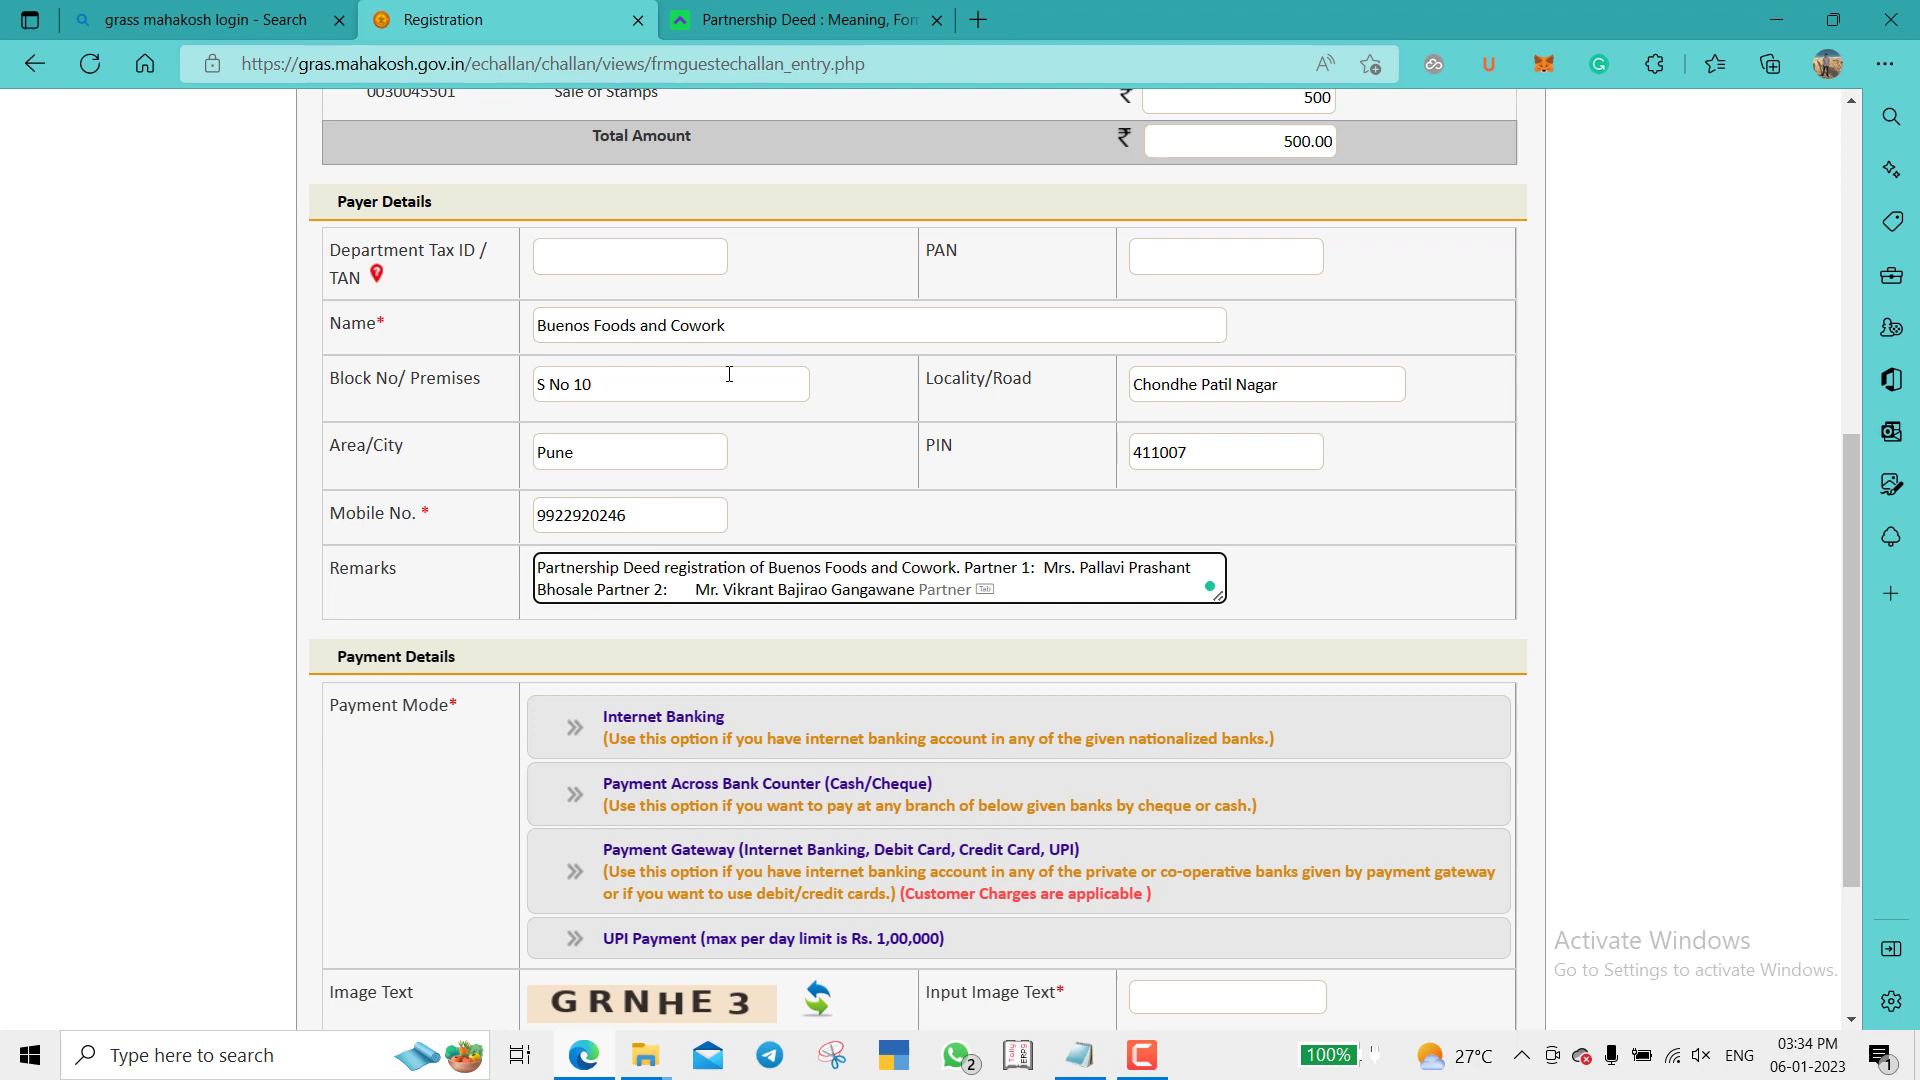 grass mahakosh login - Search
Registration
Partnership Deed : Meaning, For
https://gras.mahakosh.gov.in/echallan/challan/views/frmguestechallan_entry.php
0030045501 Sale of Stamps ₹ 500
Total Amount ₹ 500.00
Payer Details
Department Tax ID /
TAN
PAN
Name* Buenos Foods and Cowork
Block No/ Premises S No 10 Locality/Road Chondhe Patil Nagar
Area/City Pune PIN 411007
Mobile No. * 9922920246
Remarks Partnership Deed registration of Buenos Foods and Cowork. Partner 1: Mrs. Pallavi Prashant
Bhosale Partner 2: Mr. Vikrant Bajirao Gangawane Partner Tab
Payment Details
Payment Mode* Internet Banking
(Use this option if you have internet banking account in any of the given nationalized banks.)
Payment Across Bank Counter (Cash/Cheque)
(Use this option if you want to pay at any branch of below given banks by cheque or cash.)
Payment Gateway (Internet Banking, Debit Card, Credit Card, UPI)
(Use this option if you have internet banking account in any of the private or co-operative banks given by payment gateway
or if you want to use debit/credit cards.) (Customer Charges are applicable )
UPI Payment (max per day limit is Rs. 1,00,000)
Image Text GRNHE3 Input Image Text*
Activate Windows
Go to Settings to activate Windows.
Type here to search
2
100%
27°C
ENG
03:34 PM
06-01-2023
1